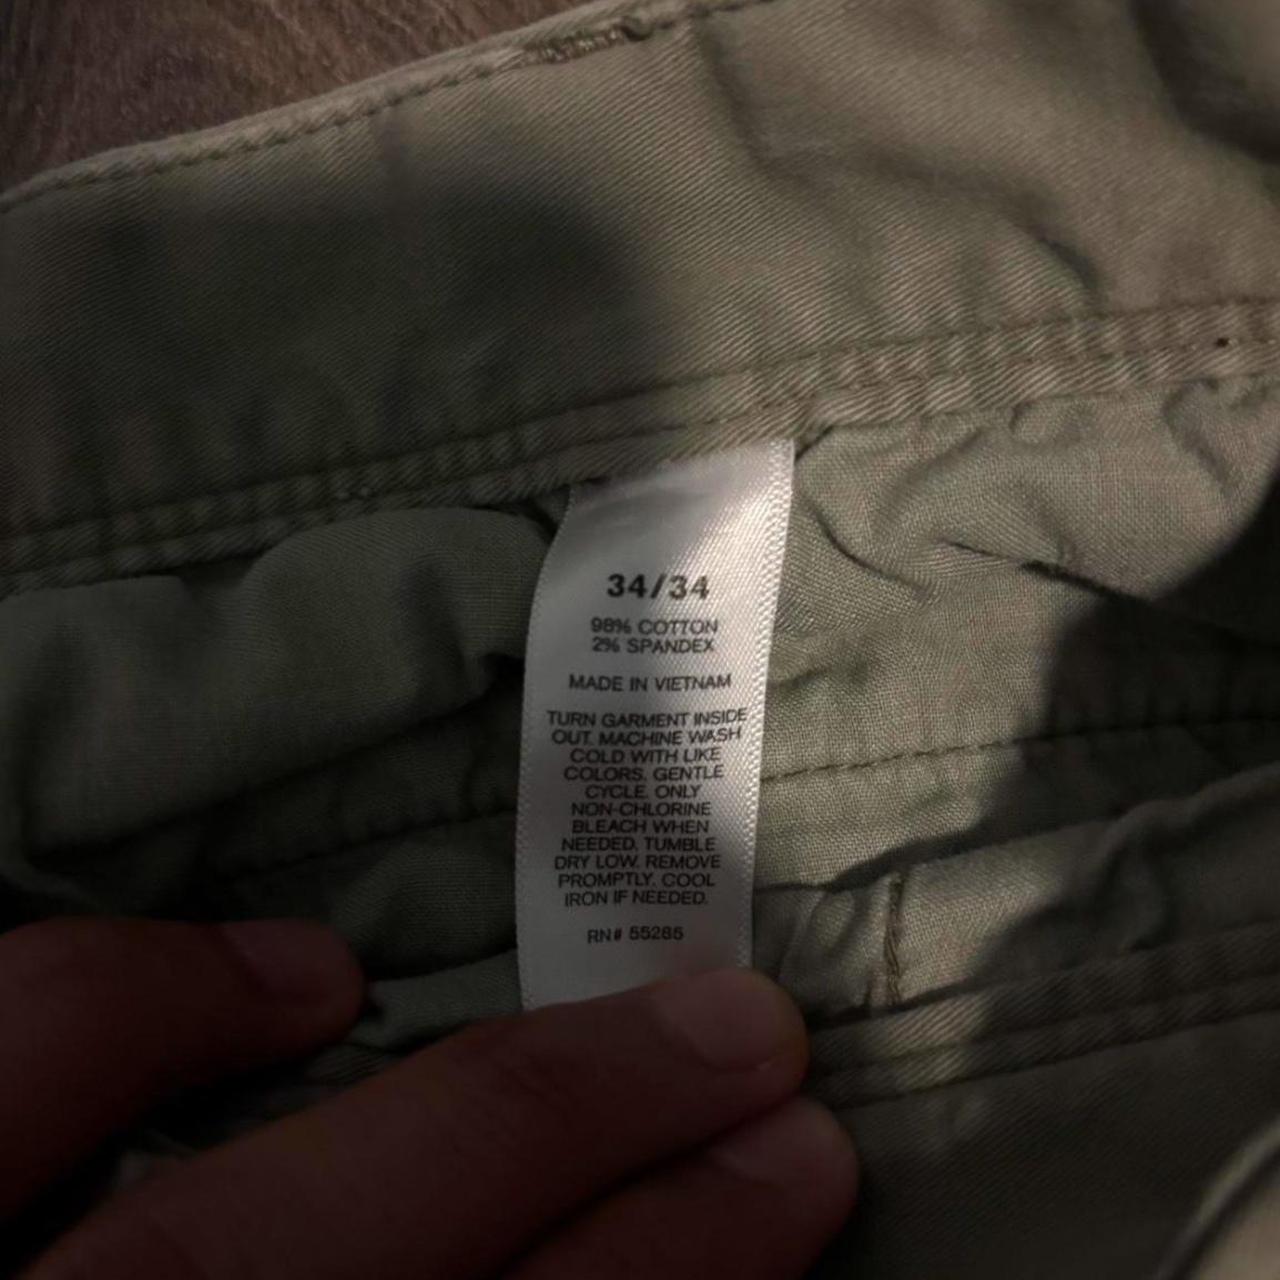 34/34
98% COTTON
2% SPANDEX
MADE IN VIETNAM
TURN GARMENT INSIDE
OUT. MACHINE WASH
COLD WITH LIKE
COLORS. GENTLE
CYCLE. ONLY
NON-CHLORINE
BLEACH WHEN
NEEDED. TUMBLE
DRY LOW. REMOVE
PROMPTLY. COOL
IRON IF NEEDED.
RN# 55285